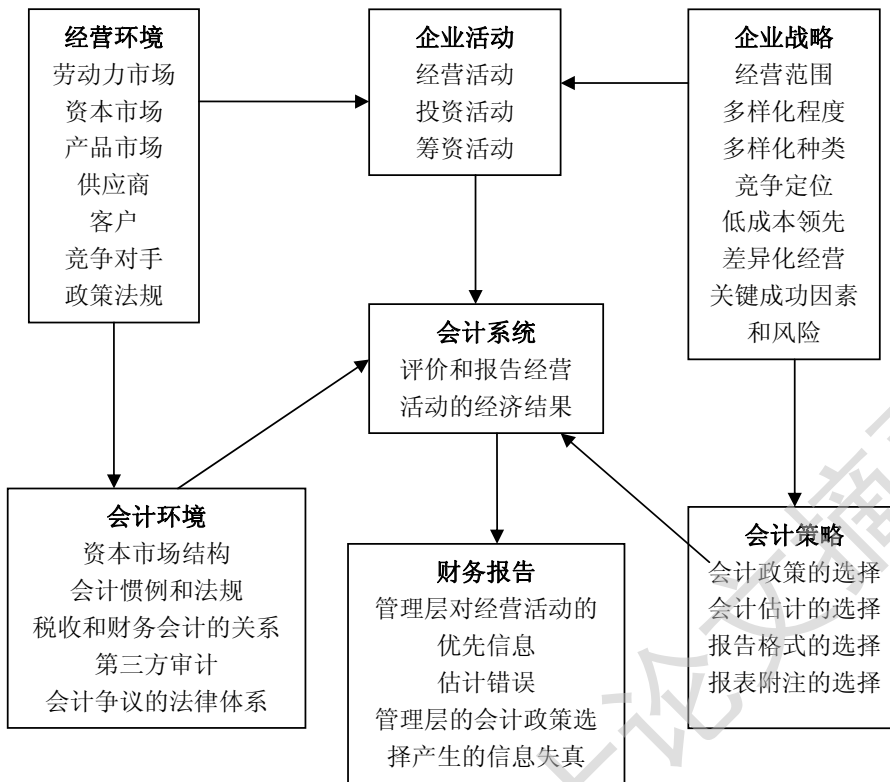 经营环境
劳动力市场
资本市场
产品市场
供应商
客户
竞争对手
政策法规
企业活动
经营活动
投资活动
筹资活动
企业战略
经营范围
多样化程度
多样化种类
竞争定位
低成本领先
差异化经营
关键成功因素
和风险
会计系统
评价和报告经营
活动的经济结果
会计环境
资本市场结构
会计惯例和法规
税收和财务会计的关系
第三方审计
会计争议的法律体系
财务报告
管理层对经营活动的
优先信息
估计错误
管理层的会计政策选
择产生的信息失真
会计策略
会计政策的选择
会计估计的选择
报告格式的选择
报表附注的选择
论文摘